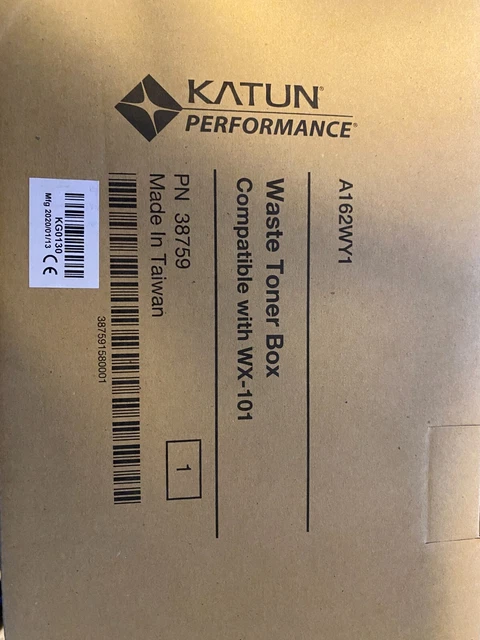 KATUN®
PERFORMANCE®
A162WY1
Waste Toner Box
Compatible with WX-101
PN 38759
Made In Taiwan
1
387591580001
KG0130
Mfg 2020/01/13 CE